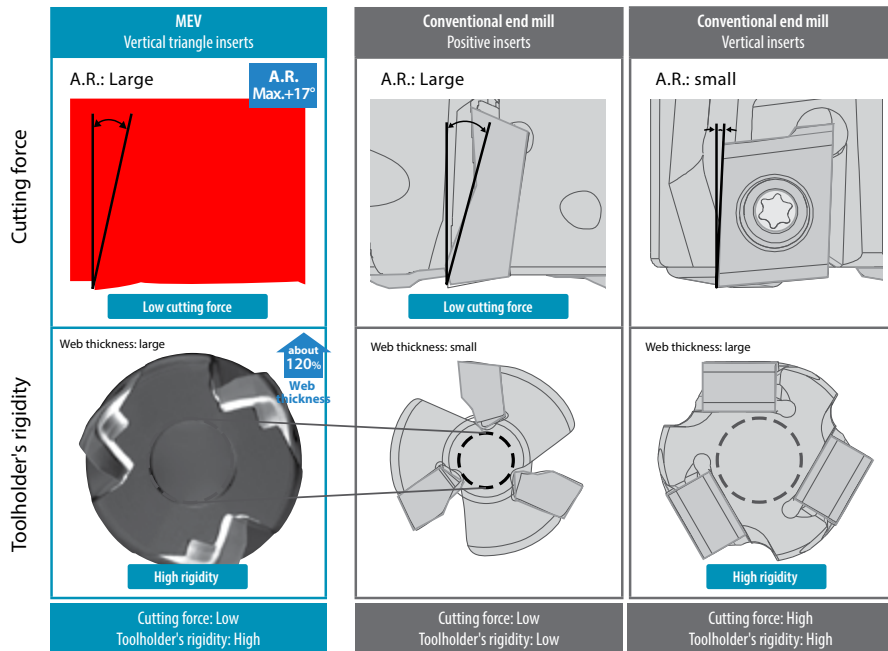 MEV
Vertical triangle inserts
Conventional end mill
Positive inserts
Conventional end mill
Vertical inserts
Cutting force
A.R.: Large
A.R.
Max.+17°
Low cutting force
A.R.: Large
Low cutting force
A.R.: small
Toolholder's rigidity
Web thickness: large
about
120%
Web
thickness
High rigidity
Web thickness: small
Web thickness: large
High rigidity
Cutting force: Low
Toolholder's rigidity: High
Cutting force: Low
Toolholder's rigidity: Low
Cutting force: High
Toolholder's rigidity: High